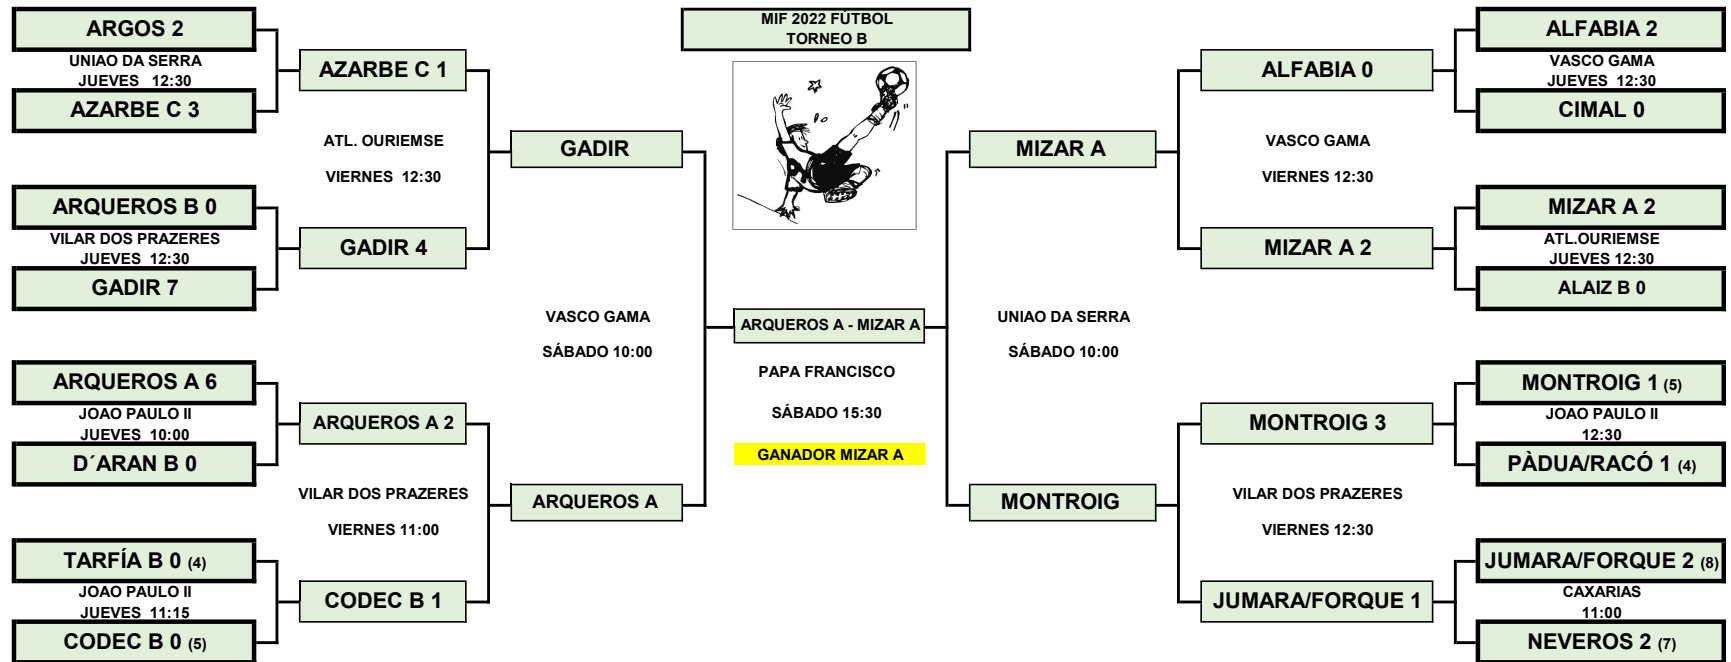 MIF 2022 FÚTBOL
TORNEO B
ARGOS 2
UNIAO DA SERRA
JUEVES 12:30
AZARBE C 3
AZARBE C 1
ATL. OURIEMSE
VIERNES 12:30
ARQUEROS B 0
VILAR DOS PRAZERES
JUEVES 12:30
GADIR 7
GADIR 4
GADIR
VASCO GAMA
SÁBADO 10:00
ARQUEROS A 6
JOAO PAULO II
JUEVES 10:00
D´ARAN B 0
ARQUEROS A 2
VILAR DOS PRAZERES
VIERNES 11:00
TARFÍA B 0 (4)
JOAO PAULO II
JUEVES 11:15
CODEC B 0 (5)
CODEC B 1
ARQUEROS A
ARQUEROS A - MIZAR A
PAPA FRANCISCO
SÁBADO 15:30
GANADOR MIZAR A
MIZAR A
UNIAO DA SERRA
SÁBADO 10:00
MONTROIG
ALFABIA 0
VASCO GAMA
VIERNES 12:30
MIZAR A 2
ALFABIA 2
VASCO GAMA
JUEVES 12:30
CIMAL 0
MIZAR A 2
ATL.OURIEMSE
JUEVES 12:30
ALAIZ B 0
MONTROIG 3
VILAR DOS PRAZERES
VIERNES 12:30
JUMARA/FORQUE 1
MONTROIG 1 (5)
JOAO PAULO II
12:30
PÀDUA/RACÓ 1 (4)
JUMARA/FORQUE 2 (8)
CAXARIAS
11:00
NEVEROS 2 (7)